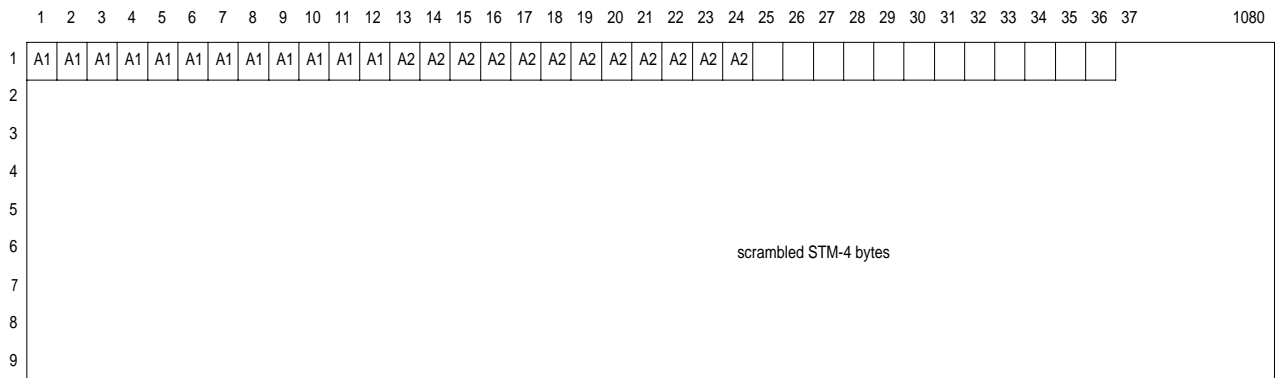 1 2 3 4 5 6 7 8 9 10 11 12 13 14 15 16 17 18 19 20 21 22 23 24 25 26 27 28 29 30 31 32 33 34 35 36 37 1080
1 A1 A1 A1 A1 A1 A1 A1 A1 A1 A1 A1 A1 A2 A2 A2 A2 A2 A2 A2 A2 A2 A2 A2 A2
2
3
4
5
6 scrambled STM-4 bytes
7
8
9